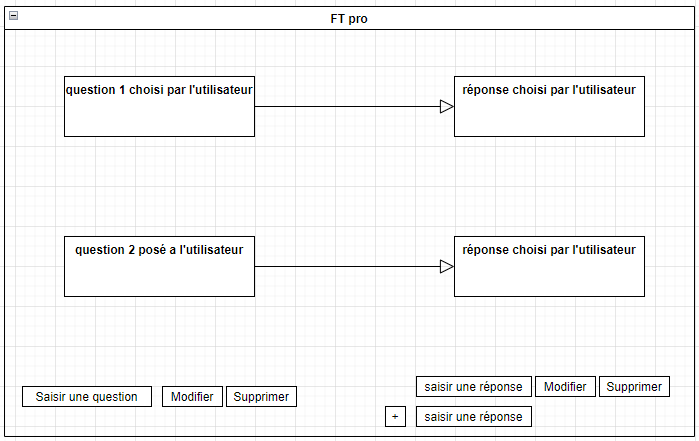 FT pro
question 1 choisi par l'utilisateur
réponse choisi par l'utilisateur
question 2 posé a l'utilisateur
réponse choisi par l'utilisateur
saisir une réponse Modifier Supprimer
Saisir une question Modifier Supprimer
+ saisir une réponse